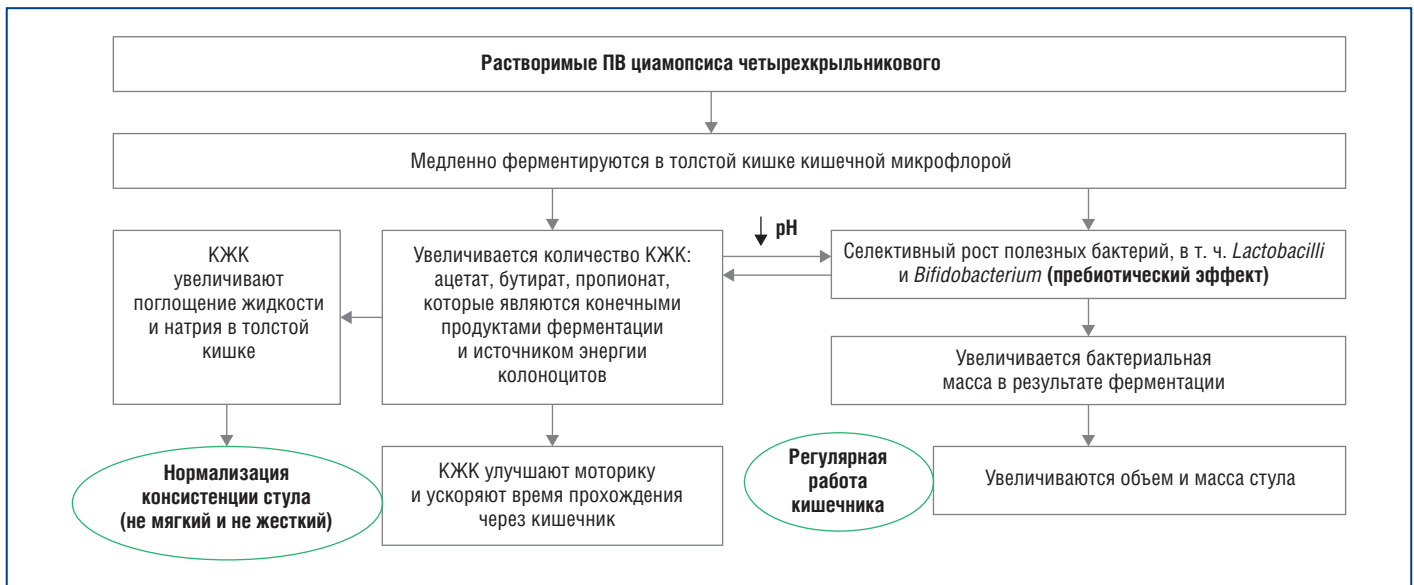 Растворимые ПВ циамопсиса четырехкрыльникового
Медленно ферментируются в толстой кишке кишечной микрофлорой
КЖК
увеличивают
поглощение жидкости
и натрия в толстой
кишке
Увеличивается количество КЖК:
ацетат, бутират, пропионат,
которые являются конечными
продуктами ферментации
и источником энергии
колоноцитов
↓ pH
Селективный рост полезных бактерий, в т. ч. Lactobacilli
и Bifidobacterium (пребиотический эффект)
Увеличивается бактериальная
масса в результате ферментации
Нормализация
консистенции стула
(не мягкий и не жесткий)
КЖК улучшают моторику
и ускоряют время прохождения
через кишечник
Регулярная
работа
кишечника
Увеличиваются объем и масса стула